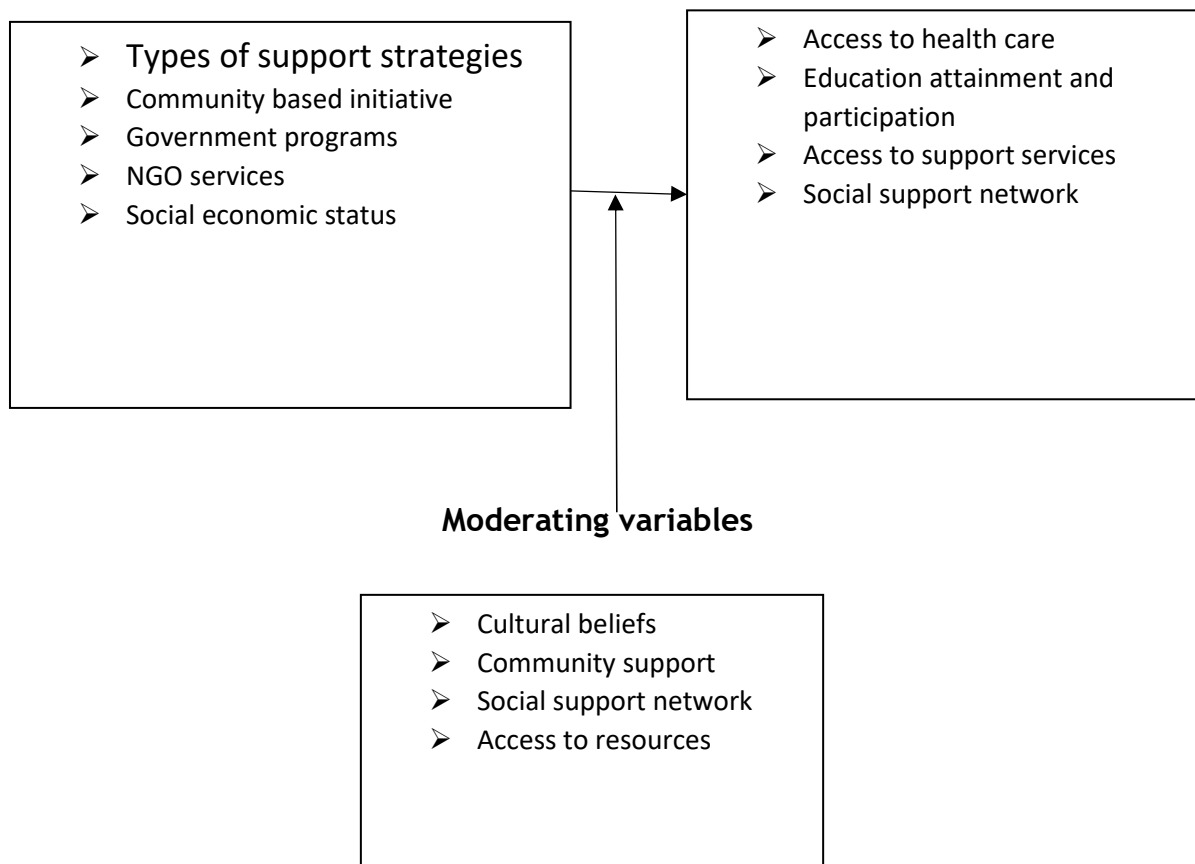 ➢ Types of support strategies
➢ Community based initiative
➢ Government programs
➢ NGO services
➢ Social economic status
➢ Access to health care
➢ Education attainment and
participation
➢ Access to support services
➢ Social support network
Moderating variables
➢ Cultural beliefs
➢ Community support
➢ Social support network
➢ Access to resources